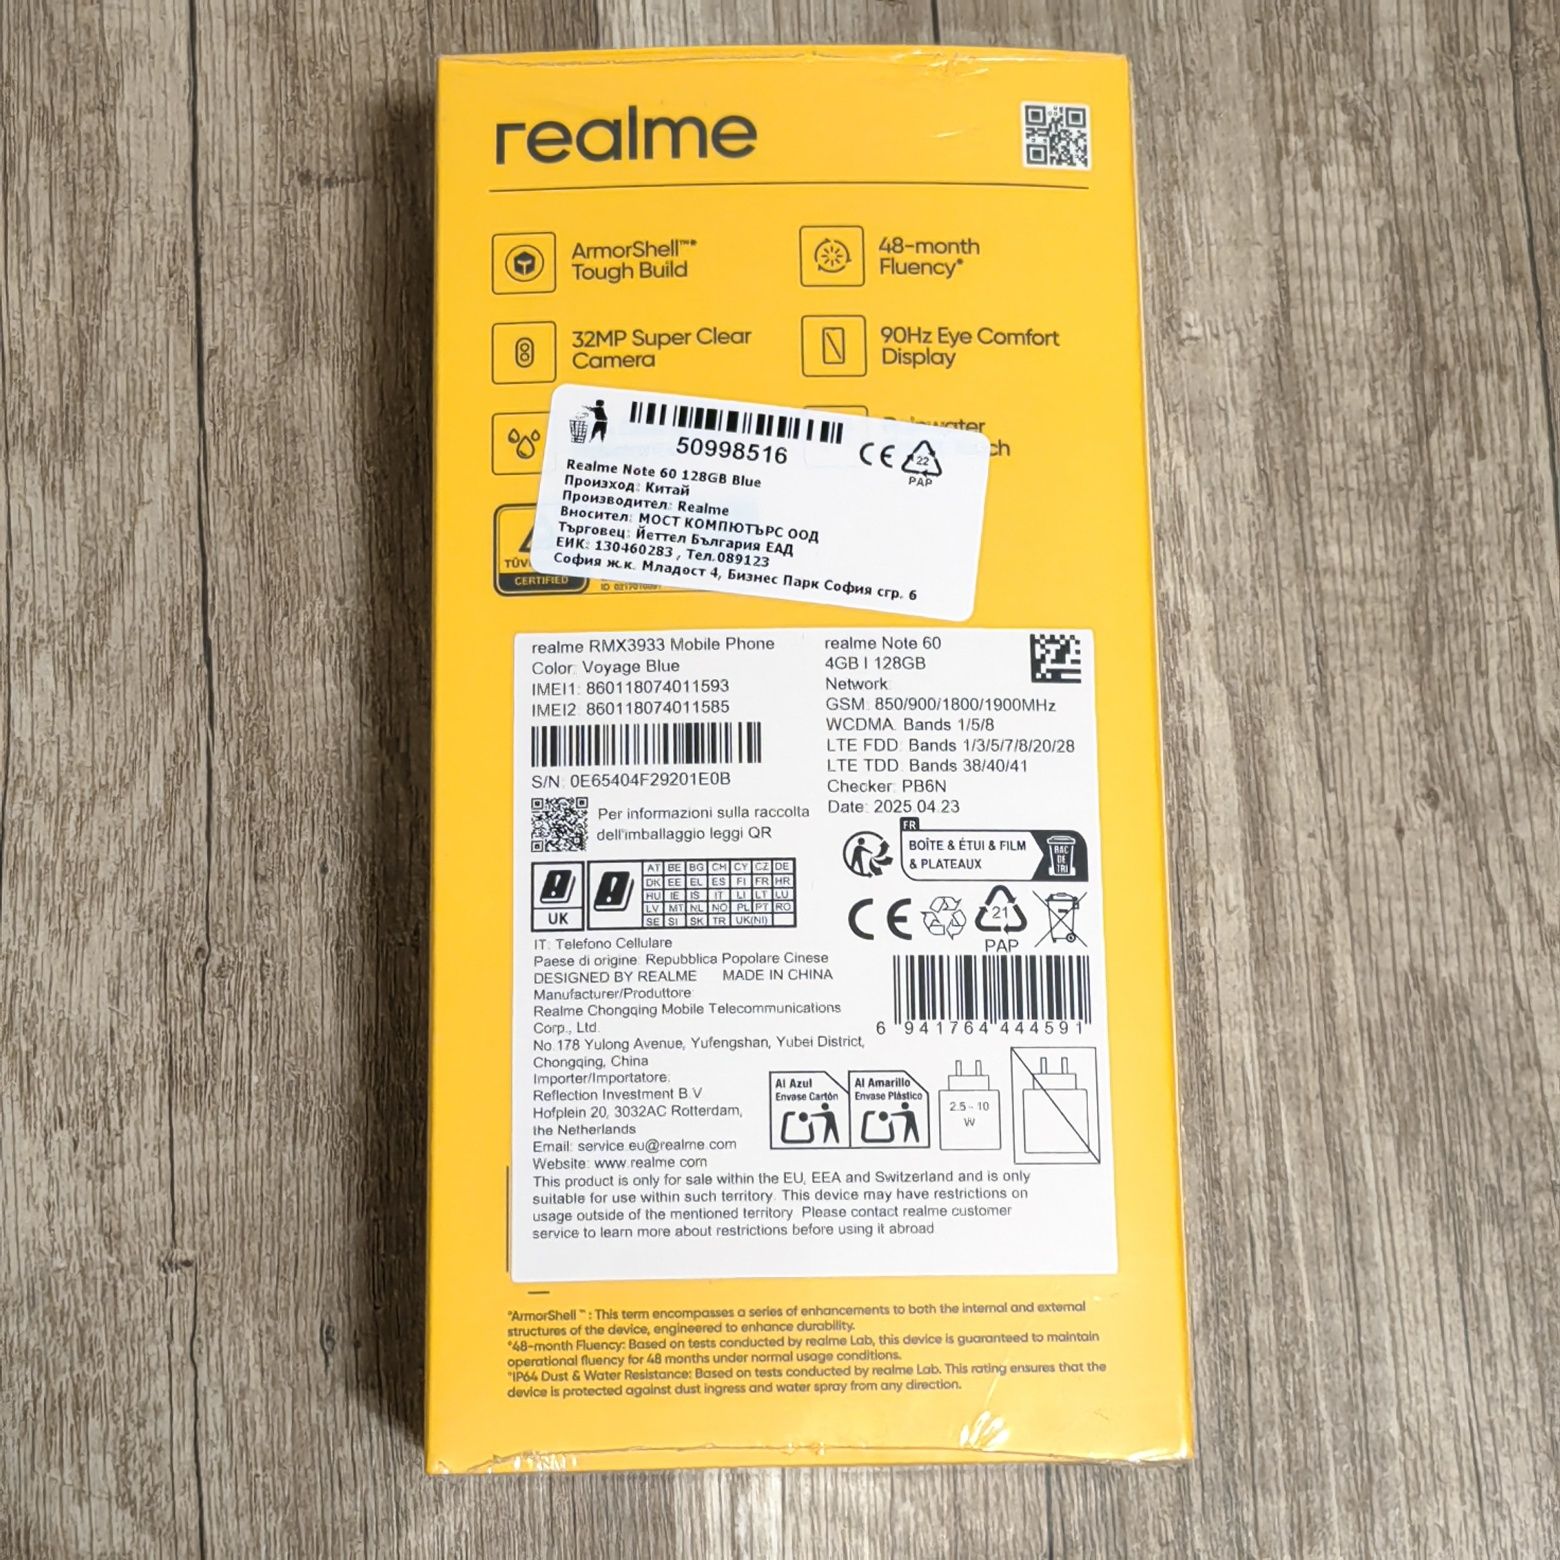 realme
ArmorShell™*
Tough Build
48-month
Fluency*
32MP Super Clear
Camera
90Hz Eye Comfort
Display
50998516
Realme Note 60 128GB Blue
Произход: Китай
Производител: Realme
Вносител: МОСТ КОМПЮТЪРС ООД
Търговец: Йеттел България ЕАД
ЕИК: 130460283 , Тел.089123
София ж.к. Младост 4, Бизнес Парк София сгр. 6
CE
22
PAP
CERTIFIED
realme RMX3933 Mobile Phone
Color: Voyage Blue
IMEI1: 860118074011593
IMEI2: 860118074011585
S/N: 0E65404F29201E0B
Per informazioni sulla raccolta
dell'imballaggio leggi QR
realme Note 60
4GB | 128GB
Network:
GSM: 850/900/1800/1900MHz
WCDMA: Bands 1/5/8
LTE FDD: Bands 1/3/5/7/8/20/28
LTE TDD: Bands 38/40/41
Checker: PB6N
Date: 2025.04.23
FR
BOÎTE & ÉTUI & FILM
& PLATEAUX
BAC
DE
TRI
UK
AT BE BG CH CY CZ DE
DK EE EL ES FI FR HR
HU IE IS IT LI LT LU
LV MT NL NO PL PT RO
SE SI SK TR UK(NI)
CE
21
PAP
IT: Telefono Cellulare
Paese di origine: Repubblica Popolare Cinese
DESIGNED BY REALME MADE IN CHINA
Manufacturer/Produttore:
Realme Chongqing Mobile Telecommunications
Corp., Ltd.
No.178 Yulong Avenue, Yufengshan, Yubei District,
Chongqing, China
Importer/Importatore:
Reflection Investment B.V.
Hofplein 20, 3032AC Rotterdam,
the Netherlands
Email: service.eu@realme.com
Website: www.realme.com
6 941764 444591
Al Azul
Envase Cartón
Al Amarillo
Envase Plástico
2.5 - 10
W
This product is only for sale within the EU, EEA and Switzerland and is only
suitable for use within such territory. This device may have restrictions on
usage outside of the mentioned territory. Please contact realme customer
service to learn more about restrictions before using it abroad.
*ArmorShell™: This term encompasses a series of enhancements to both the internal and external
structures of the device, engineered to enhance durability.
*48-month Fluency: Based on tests conducted by realme Lab, this device is guaranteed to maintain
operational fluency for 48 months under normal usage conditions.
*IP64 Dust & Water Resistance: Based on tests conducted by realme Lab. This rating ensures that the
device is protected against dust ingress and water spray from any direction.